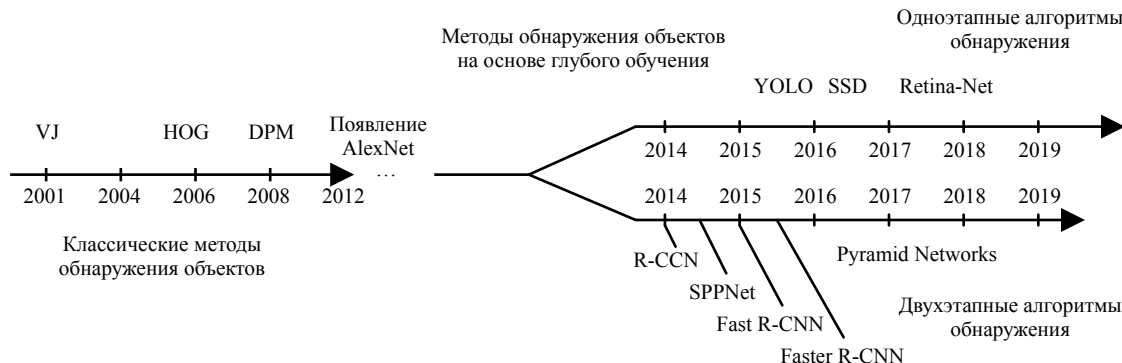 Методы обнаружения объектов
на основе глубого обучения
Одноэтапные алгоритмы
обнаружения
YOLO SSD Retina-Net
VJ HOG DPM
Появление
AlexNet
...
2001 2004 2006 2008 2012
Классические методы
обнаружения объектов
2014 2015 2016 2017 2018 2019
2014 2015 2016 2017 2018 2019
R-CCN
SPPNet
Fast R-CNN
Faster R-CNN
Pyramid Networks
Двухэтапные алгоритмы
обнаружения